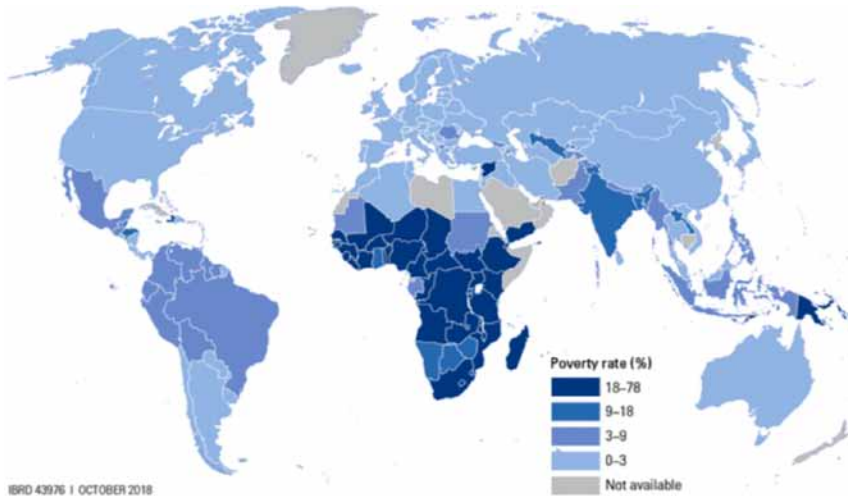 Poverty rate (%)
18–78
9–18
3–9
0–3
Not available
IBRD 43976 | OCTOBER 2018